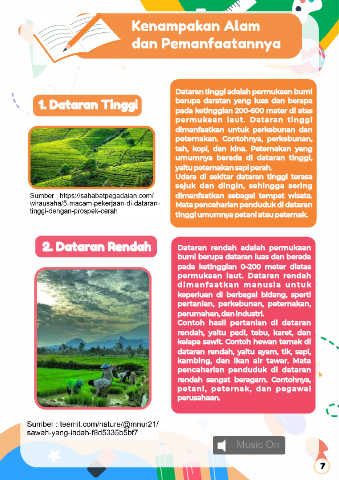 Kenampakan Alam
dan Pemanfaatannya
1. Dataran Tinggi
Sumber : https://sahabatpegadaian.com/
wirausaha/5.macam-pekerjaan-di-dataran-
tinggi-dengan-prospek-cerah
Dataran tinggi adalah permukaan bumi
berupa daratan yang luas dan berapa
pada ketinggian 200-600 meter di atas
permukaan laut. Dataran tinggi
dimanfaatkan untuk perkebunan dan
peternakan. Contohnya, perkebunan,
teh, kopi, dan kina. Peternakan yang
umumnya berada di dataran tinggi,
yaitu peternakan sapi perah.
Udara di sekitar dataran tinggi terasa
sejuk dan dingin, sehingga sering
dimanfaatkan sebagai tempat wisata.
Mata pencaharian penduduk di dataran
tinggi umumnya petani atau peternak.
2. Dataran Rendah
Sumber : teemit.com/nature/@mnur21/
sawah-yang-indah-f9d5335b5bf7
Dataran rendah adalah permukaan
bumi berupa dataran luas dan berada
pada ketinggian 0-200 meter diatas
permukaan laut. Dataran rendah
dimanfaatkan manusia untuk
keperluan di berbagai bidang, sperti
pertanian, perkebunan, peternakan,
perumahan, dan industri.
Contoh hasil pertanian di dataran
rendah, yaitu padi, tebu, karet, dan
kelapa sawit. Contoh hewan ternak di
dataran rendah, yaitu ayam, tik, sapi,
kambing, dan ikan air tawar. Mata
pencaharian penduduk di dataran
rendah sangat beragam. Contohnya,
petani, peternak, dan pegawai
perusahaan.
Music On
7